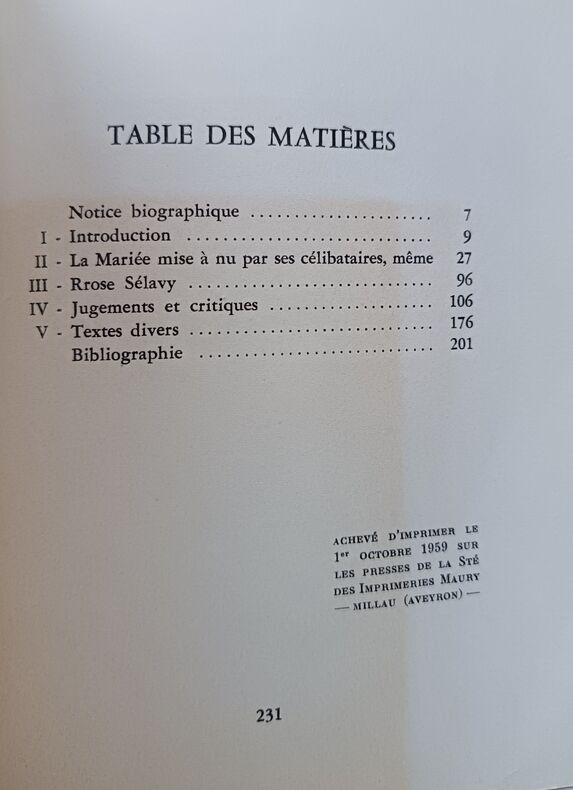 TABLE DES MATIÈRES
Notice biographique ...................... 7
I - Introduction ............................. 9
II - La Mariée mise à nu par ses célibataires, même 27
III - Rrose Sélavy ............................. 96
IV - Jugements et critiques ................... 106
V - Textes divers ............................. 176
Bibliographie ............................ 201
ACHEVÉ D'IMPRIMER LE
1er OCTOBRE 1959 SUR
LES PRESSES DE LA STÉ
DES IMPRIMERIES MAURY
— MILLAU (AVEYRON) —
231